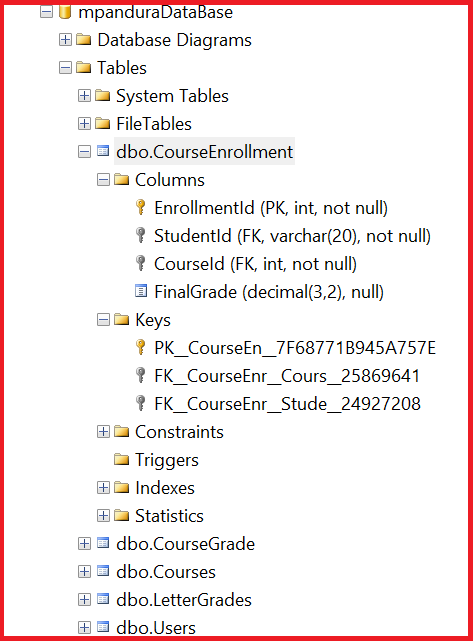 mpanduraDataBase
Database Diagrams
Tables
System Tables
FileTables
dbo.CourseEnrollment
Columns
EnrollmentId (PK, int, not null)
StudentId (FK, varchar(20), not null)
CourseId (FK, int, not null)
FinalGrade (decimal(3,2), null)
Keys
PK__CourseEn__7F68771B945A757E
FK__CourseEnr__Cours__25869641
FK__CourseEnr__Stude__24927208
Constraints
Triggers
Indexes
Statistics
dbo.CourseGrade
dbo.Courses
dbo.LetterGrades
dbo.Users